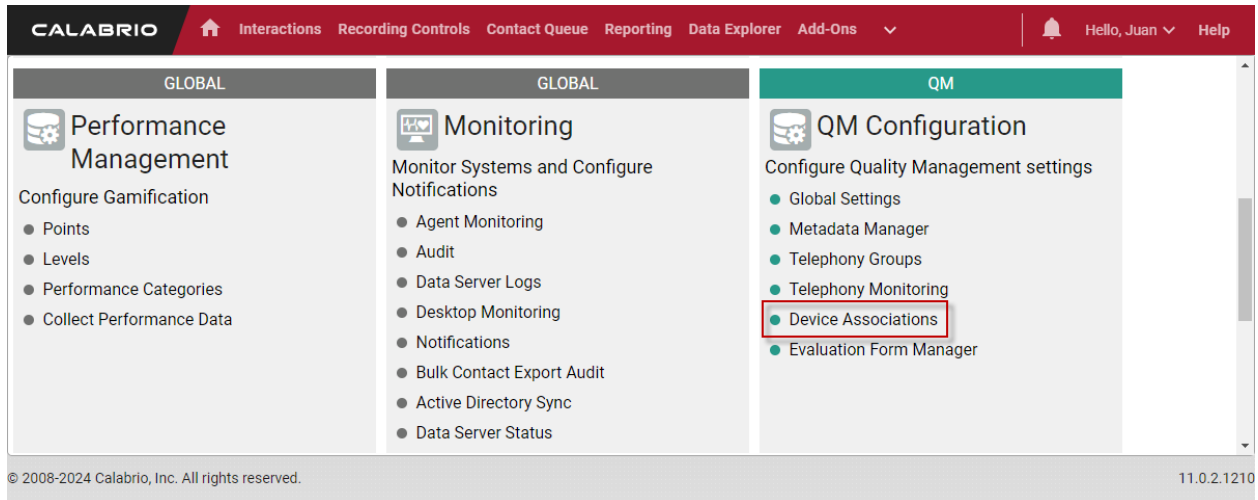 CALABRIO
Interactions Recording Controls Contact Queue Reporting Data Explorer Add-Ons
Hello, Juan Help
GLOBAL
Performance
Management
Configure Gamification
Points
Levels
Performance Categories
Collect Performance Data
GLOBAL
Monitoring
Monitor Systems and Configure
Notifications
Agent Monitoring
Audit
Data Server Logs
Desktop Monitoring
Notifications
Bulk Contact Export Audit
Active Directory Sync
Data Server Status
QM
QM Configuration
Configure Quality Management settings
Global Settings
Metadata Manager
Telephony Groups
Telephony Monitoring
Device Associations
Evaluation Form Manager
© 2008-2024 Calabrio, Inc. All rights reserved.
11.0.2.1210